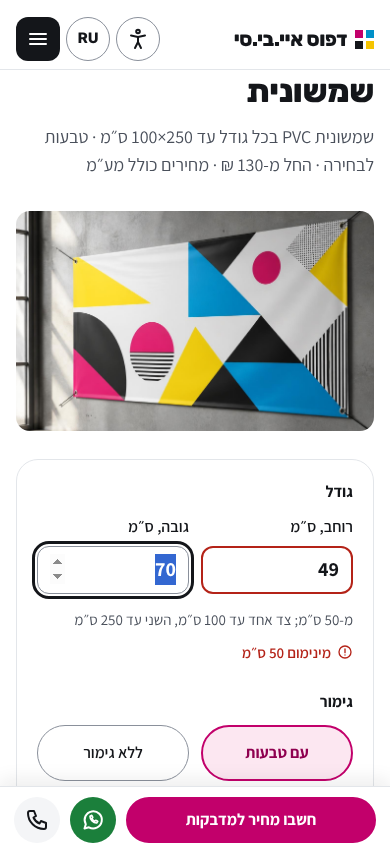 דפוס איי.בי.סי
RU
שמשונית
שמשונית PVC בכל גודל עד 250×100 ס״מ · טבעות
לבחירה · החל מ-130 ₪ · מחירים כולל מע״מ
גודל
רוחב, ס״מ
גובה, ס״מ
49
70
מ-50 ס״מ; צד אחד עד 100 ס״מ, השני עד 250 ס״מ
מינימום 50 ס״מ
גימור
עם טבעות
ללא גימור
חשבו מחיר למדבקות